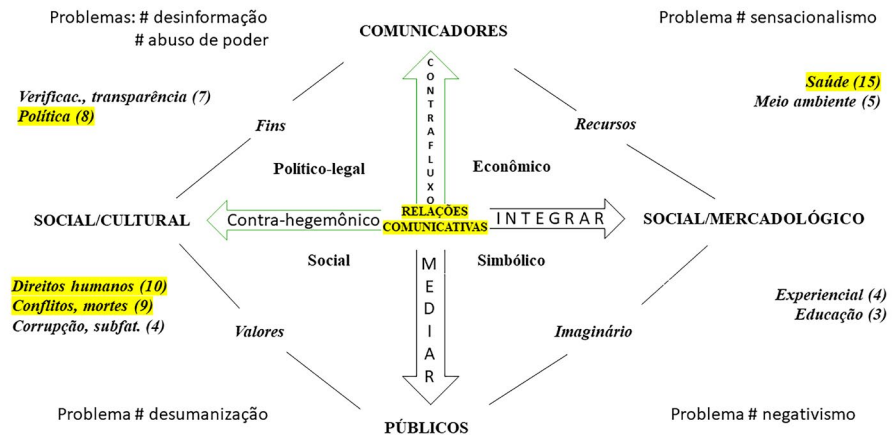 Problemas: # desinformação
# abuso de poder
Problema # sensacionalismo
COMUNICADORES
CONTRAFLUXO
Verificac., transparência (7)
Política (8)
Saúde (15)
Meio ambiente (5)
Fins
Recursos
Político-legal
Econômico
SOCIAL/CULTURAL
Contra-hegemônico
RELAÇÕES
COMUNICATIVAS
INTEGRAR
SOCIAL/MERCADOLÓGICO
Social
Simbólico
MEDIAR
Direitos humanos (10)
Conflitos, mortes (9)
Corrupção, subfat. (4)
Experiencial (4)
Educação (3)
Valores
Imaginário
Problema # desumanização
PÚBLICOS
Problema # negativismo